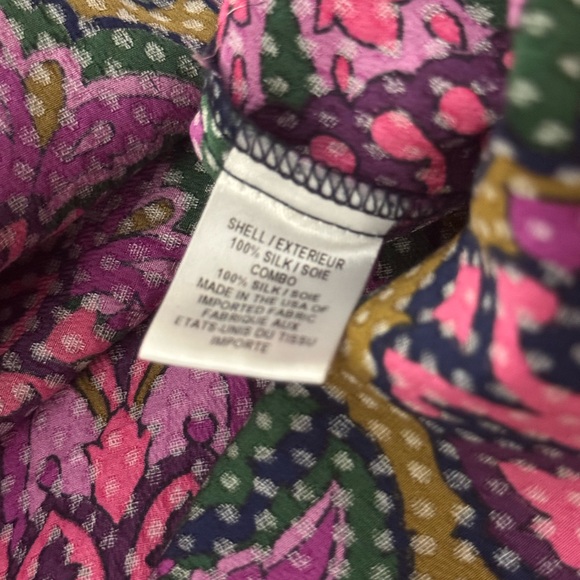 SHELL / EXTERIEUR
100% SILK / SOIE
COMBO
100% SILK / SOIE
MADE IN THE USA OF
IMPORTED FABRIC
FABRIQUE AUX
ETATS-UNIS DU TISSU
IMPORTE